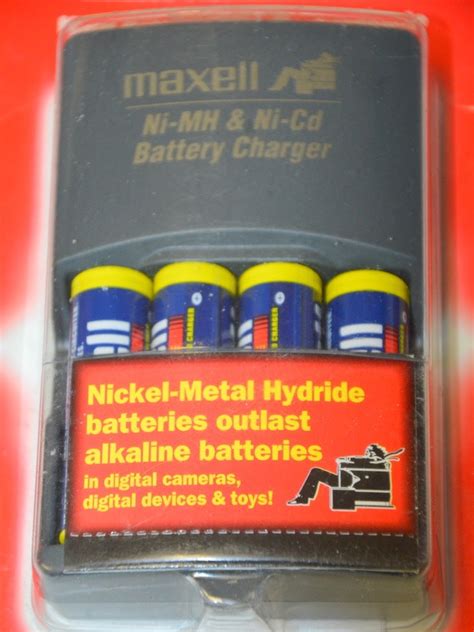 maxell
Ni-MH & Ni-Cd
Battery Charger
Nickel-Metal Hydride
batteries outlast
alkaline batteries
in digital cameras,
digital devices & toys!